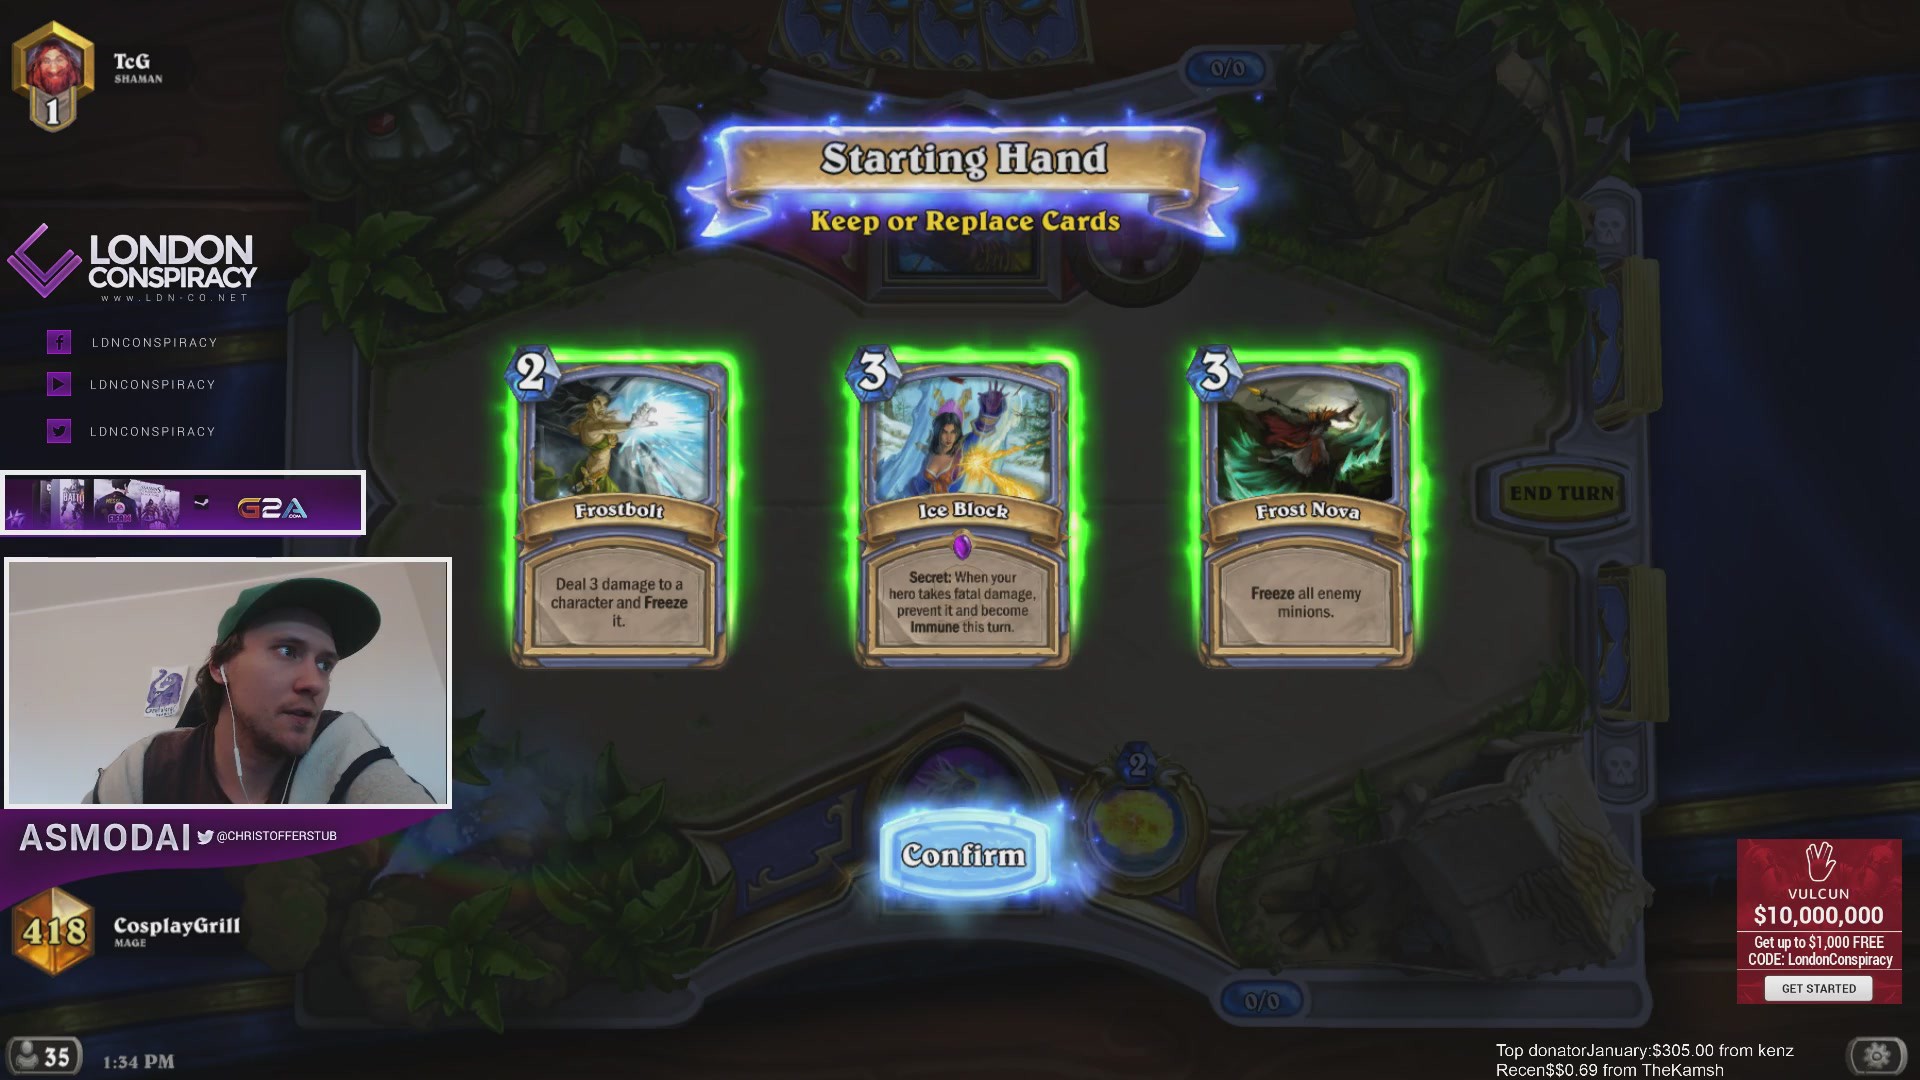 TcG
SHAMAN
1
0/0
Starting Hand
Keep or Replace Cards
LONDON
CONSPIRACY
WWW.LDN-CO.NET
LDNCONSPIRACY
LDNCONSPIRACY
LDNCONSPIRACY
G2A
.COM
2
Frostbolt
Deal 3 damage to a
character and Freeze
it.
3
Ice Block
Secret: When your
hero takes fatal damage,
prevent it and become
Immune this turn.
3
Frost Nova
Freeze all enemy
minions.
END TURN
2
Confirm
ASMODAI @CHRISTOFFERSTUB
418
CosplayGrill
MAGE
0/0
VULCUN
$10,000,000
Get up to $1,000 FREE
CODE: LondonConspiracy
GET STARTED
35
1:34 PM
Top donatorJanuary:$305.00 from kenz
Recen$$0.69 from TheKamsh